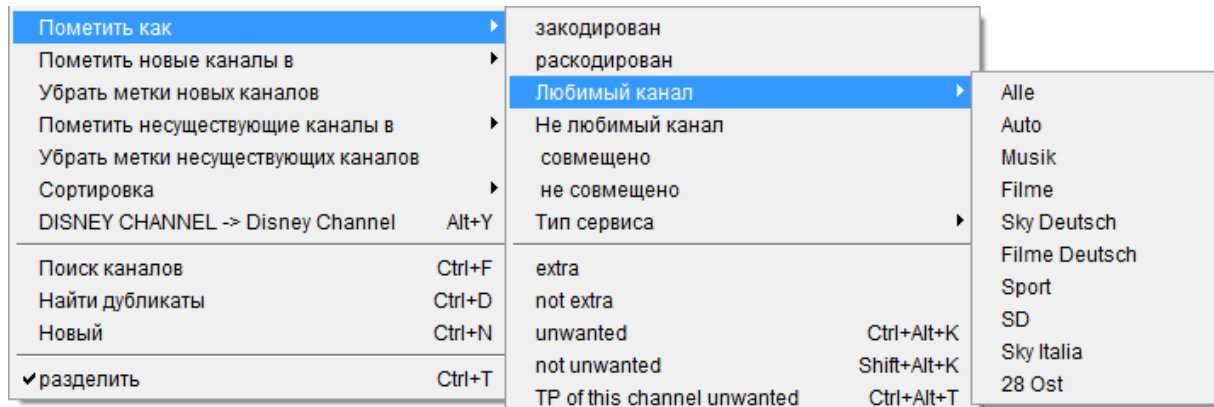 Пометить как
Пометить новые каналы в
Убрать метки новых каналов
Пометить несуществующие каналы в
Убрать метки несуществующих каналов
Сортировка
DISNEY CHANNEL -> Disney Channel Alt+Y
Поиск каналов Ctrl+F
Найти дубликаты Ctrl+D
Новый Ctrl+N
разделить Ctrl+T
закодирован
раскодирован
Любимый канал
Не любимый канал
совмещено
не совмещено
Тип сервиса
extra
not extra
unwanted Ctrl+Alt+K
not unwanted Shift+Alt+K
TP of this channel unwanted Ctrl+Alt+T
Alle
Auto
Musik
Filme
Sky Deutsch
Filme Deutsch
Sport
SD
Sky Italia
28 Ost